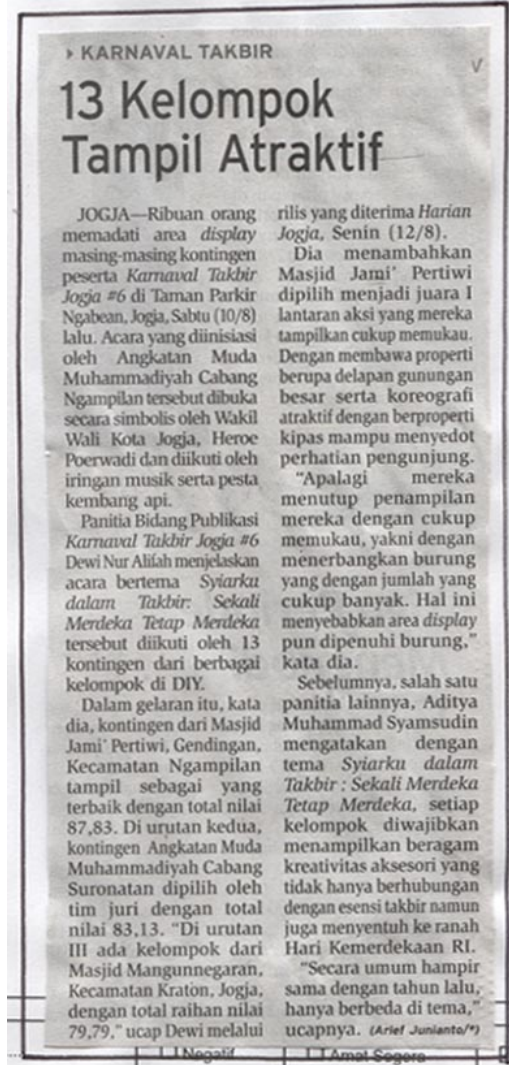 › KARNAVAL TAKBIR
13 Kelompok
Tampil Atraktif
JOGJA—Ribuan orang
memadati area display
masing-masing kontingen
peserta Karnaval Takbir
Jogja #6 di Taman Parkir
Ngabean, Jogja, Sabtu (10/8)
lalu. Acara yang diinisiasi
oleh Angkatan Muda
Muhammadiyah Cabang
Ngampilan tersebut dibuka
secara simbolis oleh Wakil
Wali Kota Jogja, Heroe
Poerwadi dan diikuti oleh
iringan musik serta pesta
kembang api.
Panitia Bidang Publikasi
Karnaval Takbir Jogja #6
Dewi Nur Alifah menjelaskan
acara bertema Syiarku
dalam Takbir: Sekali
Merdeka Tetap Merdeka
tersebut diikuti oleh 13
kontingen dari berbagai
kelompok di DIY.
Dalam gelaran itu, kata
dia, kontingen dari Masjid
Jami’ Pertiwi, Gendingan,
Kecamatan Ngampilan
tampil sebagai yang
terbaik dengan total nilai
87,83. Di urutan kedua,
kontingen Angkatan Muda
Muhammadiyah Cabang
Suronatan dipilih oleh
tim juri dengan total
nilai 83,13. “Di urutan
III ada kelompok dari
Masjid Mangunnegaran,
Kecamatan Kraton, Jogja,
dengan total raihan nilai
79,79,” ucap Dewi melalui
rilis yang diterima Harian
Jogja, Senin (12/8).
Dia menambahkan
Masjid Jami’ Pertiwi
dipilih menjadi juara I
lantaran aksi yang mereka
tampilkan cukup memukau.
Dengan membawa properti
berupa delapan gunungan
besar serta koreografi
atraktif dengan berproperti
kipas mampu menyedot
perhatian pengunjung.
“Apalagi mereka
menutup penampilan
mereka dengan cukup
memukau, yakni dengan
menerbangkan burung
yang dengan jumlah yang
cukup banyak. Hal ini
menyebabkan area display
pun dipenuhi burung,”
kata dia.
Sebelumnya, salah satu
panitia lainnya, Aditya
Muhammad Syamsudin
mengatakan dengan
tema Syiarku dalam
Takbir : Sekali Merdeka
Tetap Merdeka, setiap
kelompok diwajibkan
menampilkan beragam
kreativitas aksesori yang
tidak hanya berhubungan
dengan esensi takbir namun
juga menyentuh ke ranah
Hari Kemerdekaan RI.
“Secara umum hampir
sama dengan tahun lalu,
hanya berbeda di tema,”
ucapnya. (Arief Junianto/*)
Negatif
Amat Segera